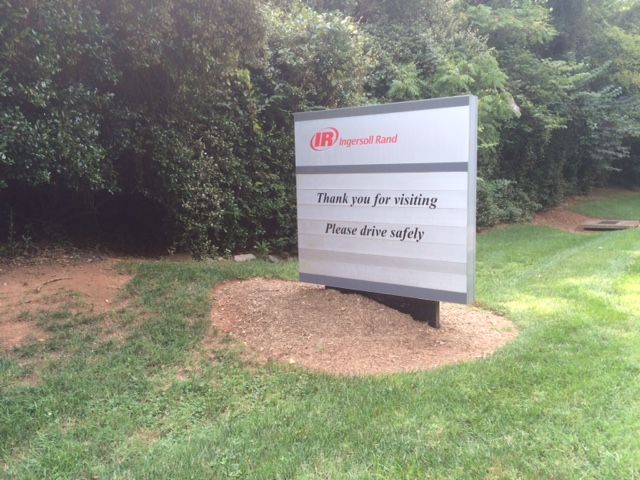 IR Ingersoll Rand
Thank you for visiting
Please drive safely